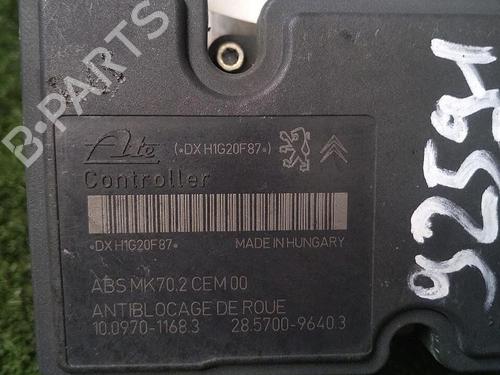 B-PARTS
Ate (*DX H1G20F87*)
Controller
*DX H1G20F87* MADE IN HUNGARY
ABS MK70.2 CEM 00
ANTIBLOCAGE DE ROUE
10.0970-1168.3 28.5700-9640.3